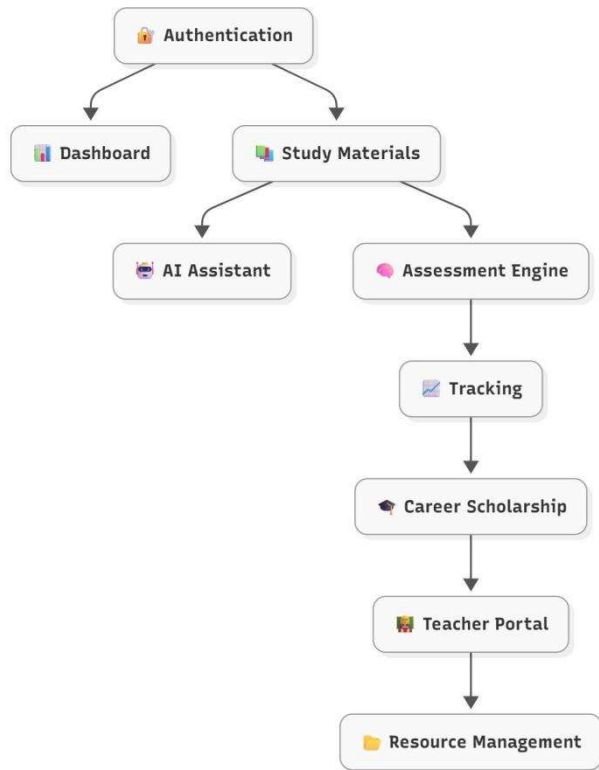 Authentication
Dashboard
Study Materials
AI Assistant
Assessment Engine
Tracking
Career Scholarship
Teacher Portal
Resource Management